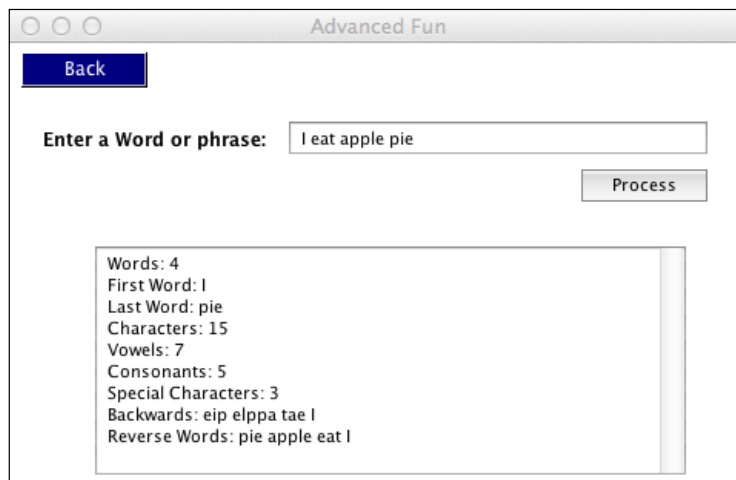 Advanced Fun
Back
Enter a Word or phrase: I eat apple pie
Process
Words: 4
First Word: I
Last Word: pie
Characters: 15
Vowels: 7
Consonants: 5
Special Characters: 3
Backwards: eip elppa tae I
Reverse Words: pie apple eat I